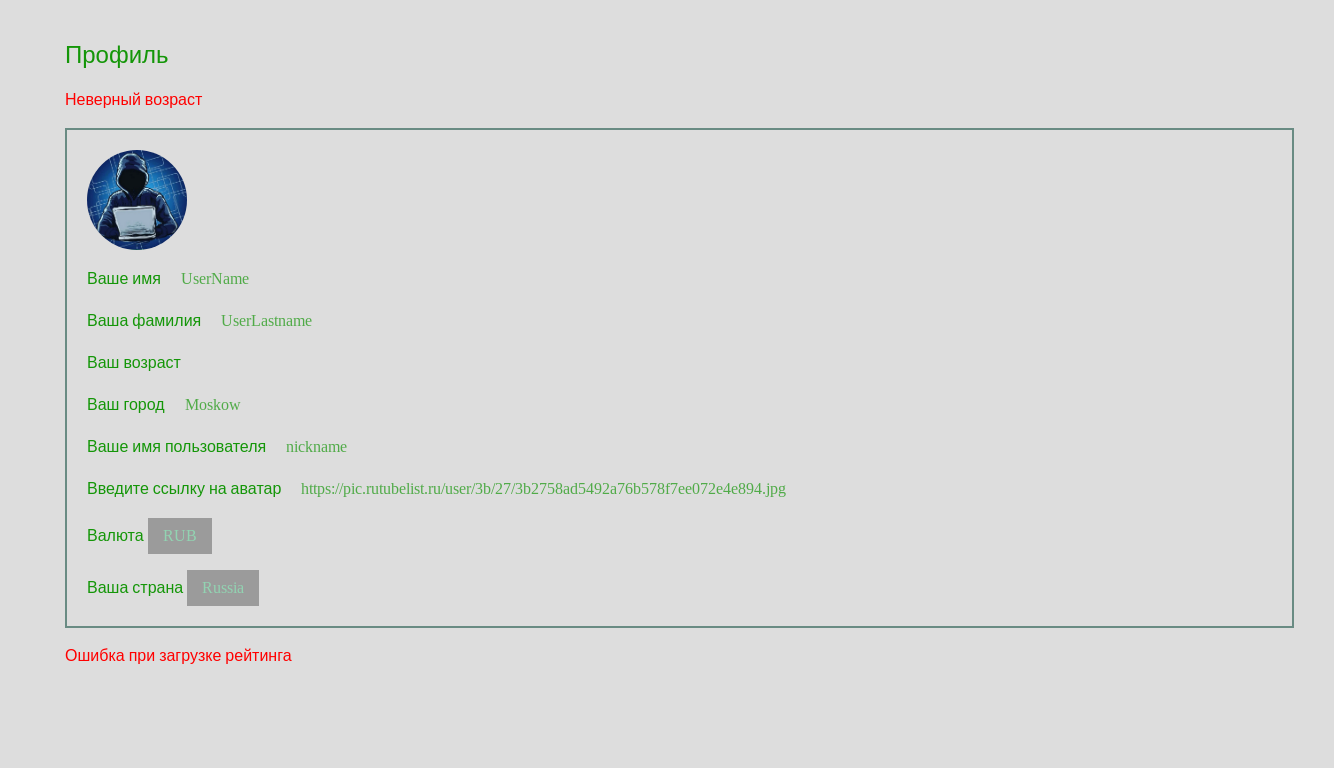 Профиль
Неверный возраст
Ваше имя UserName
Ваша фамилия UserLastname
Ваш возраст
Ваш город Moskow
Ваше имя пользователя nickname
Введите ссылку на аватар https://pic.rutubelist.ru/user/3b/27/3b2758ad5492a76b578f7ee072e4e894.jpg
Валюта RUB
Ваша страна Russia
Ошибка при загрузке рейтинга